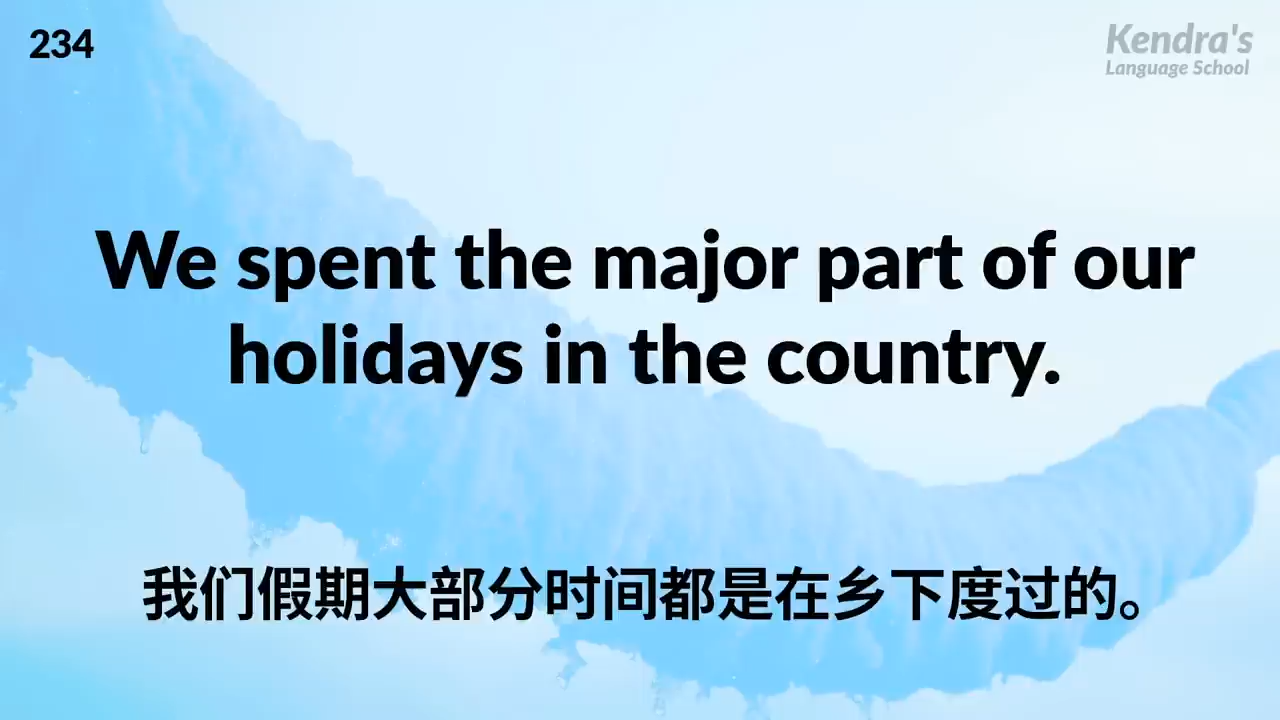 234
Kendra's
Language School
We spent the major part of our
holidays in the country.
我们假期大部分时间都是在乡下度过的。